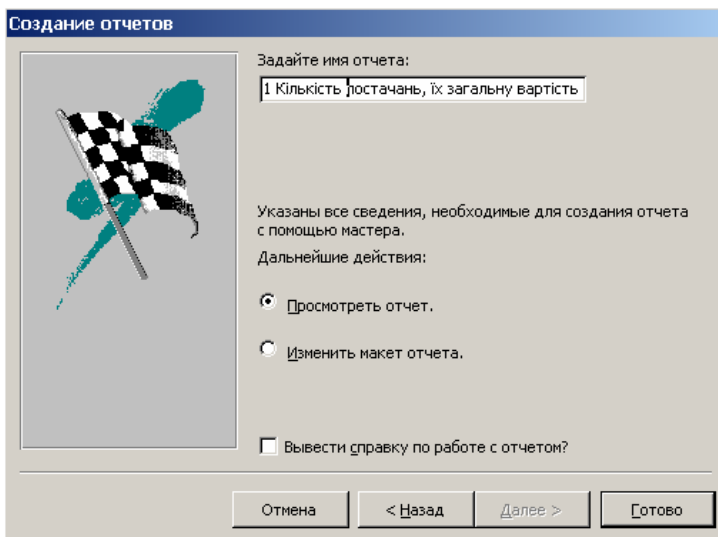 Создание отчетов
Задайте имя отчета:
1 Кількість постачань, їх загальну вартість
Указаны все сведения, необходимые для создания отчета
с помощью мастера.
Дальнейшие действия:
Просмотреть отчет.
Изменить макет отчета.
Вывести справку по работе с отчетом?
Отмена
< Назад
Далее >
Готово